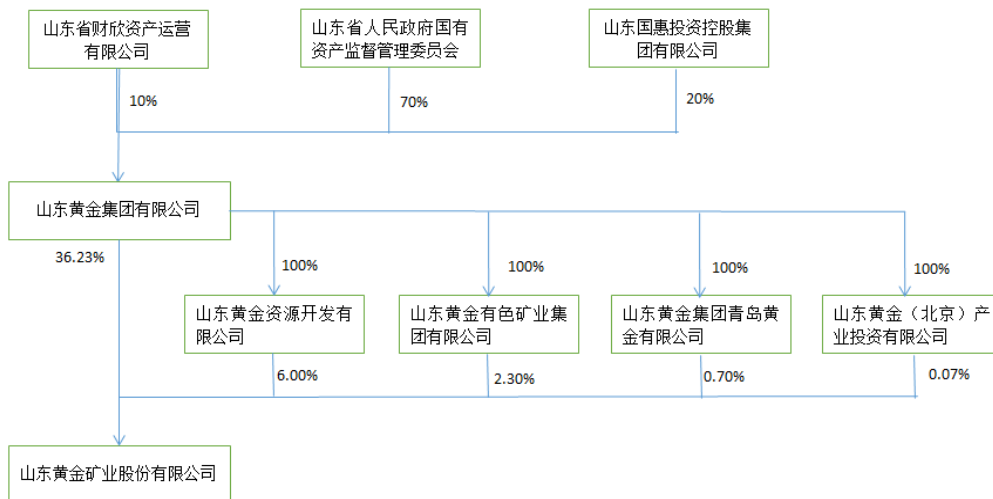 山东省财欣资产运营
有限公司
山东省人民政府国有
资产监督管理委员会
山东国惠投资控股集
团有限公司
10%
70%
20%
山东黄金集团有限公司
36.23%
100%
100%
100%
100%
山东黄金资源开发有
限公司
山东黄金有色矿业集
团有限公司
山东黄金集团青岛黄
金有限公司
山东黄金（北京）产
业投资有限公司
6.00%
2.30%
0.70%
0.07%
山东黄金矿业股份有限公司